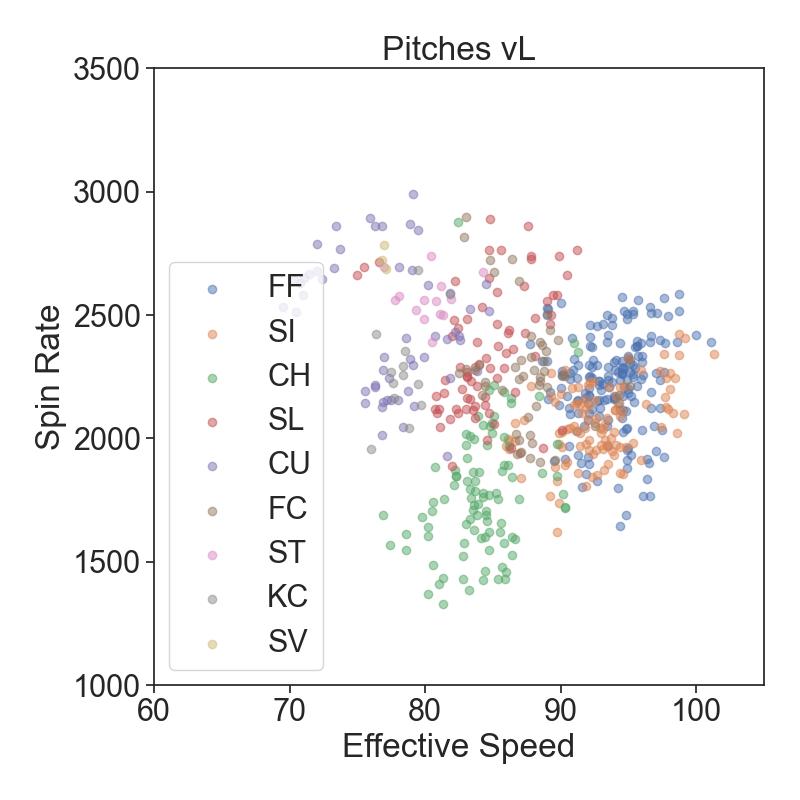 Pitches vL
3500
3000
2500
2000
1500
1000
Spin Rate
FF
SI
CH
SL
CU
FC
ST
KC
SV
60 70 80 90 100
Effective Speed